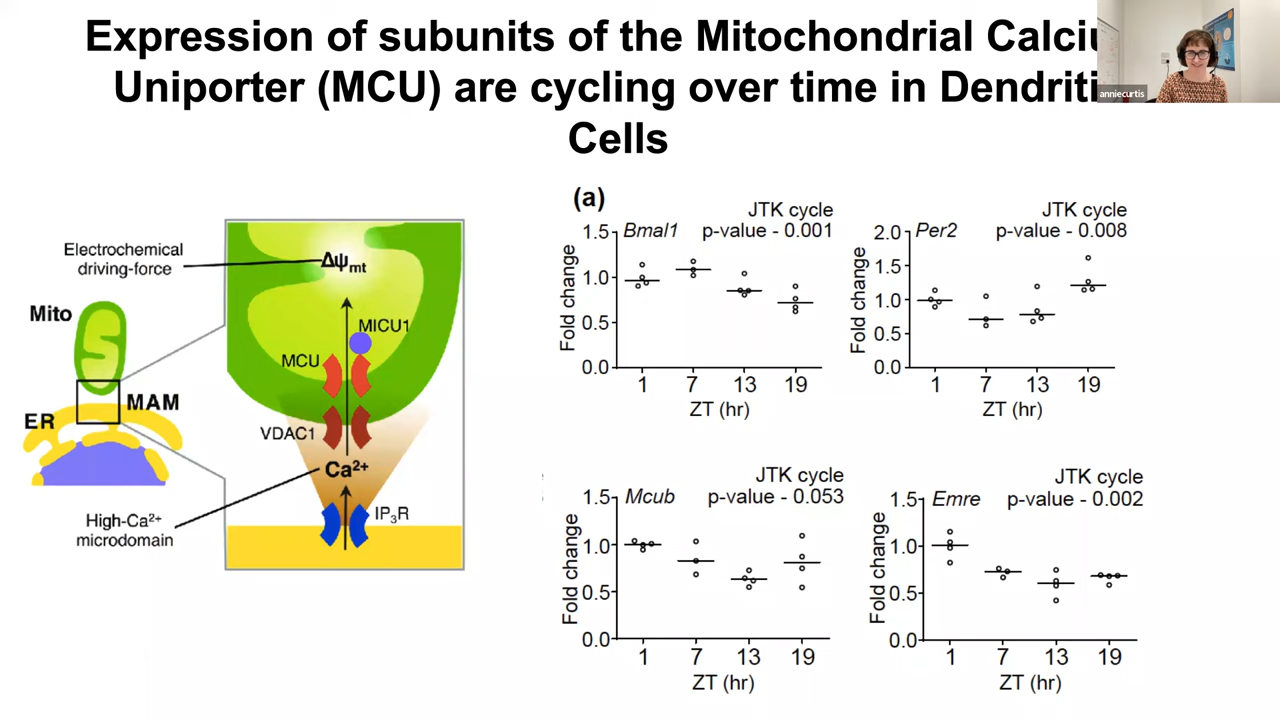 Expression of subunits of the Mitochondrial
Uniporter (MCU) are cycling over time in
Cells
anniecurtis
Electrochemical
driving-force
Δψmt
Mito
MICU1
MCU
MAM
ER
VDAC1
Ca²⁺
High-Ca²⁺
microdomain
IP₃R
(a)
Bmal1
JTK cycle
p-value - 0.001
Fold change
1.5
1.0
0.5
0.0
1 7 13 19
ZT (hr)
Per2
JTK cycle
p-value - 0.008
Fold change
2.0
1.5
1.0
0.5
0.0
1 7 13 19
ZT (hr)
Mcub
JTK cycle
p-value - 0.053
Fold change
1.5
1.0
0.5
0.0
1 7 13 19
ZT (hr)
Emre
JTK cycle
p-value - 0.002
Fold change
1.5
1.0
0.5
0.0
1 7 13 19
ZT (hr)